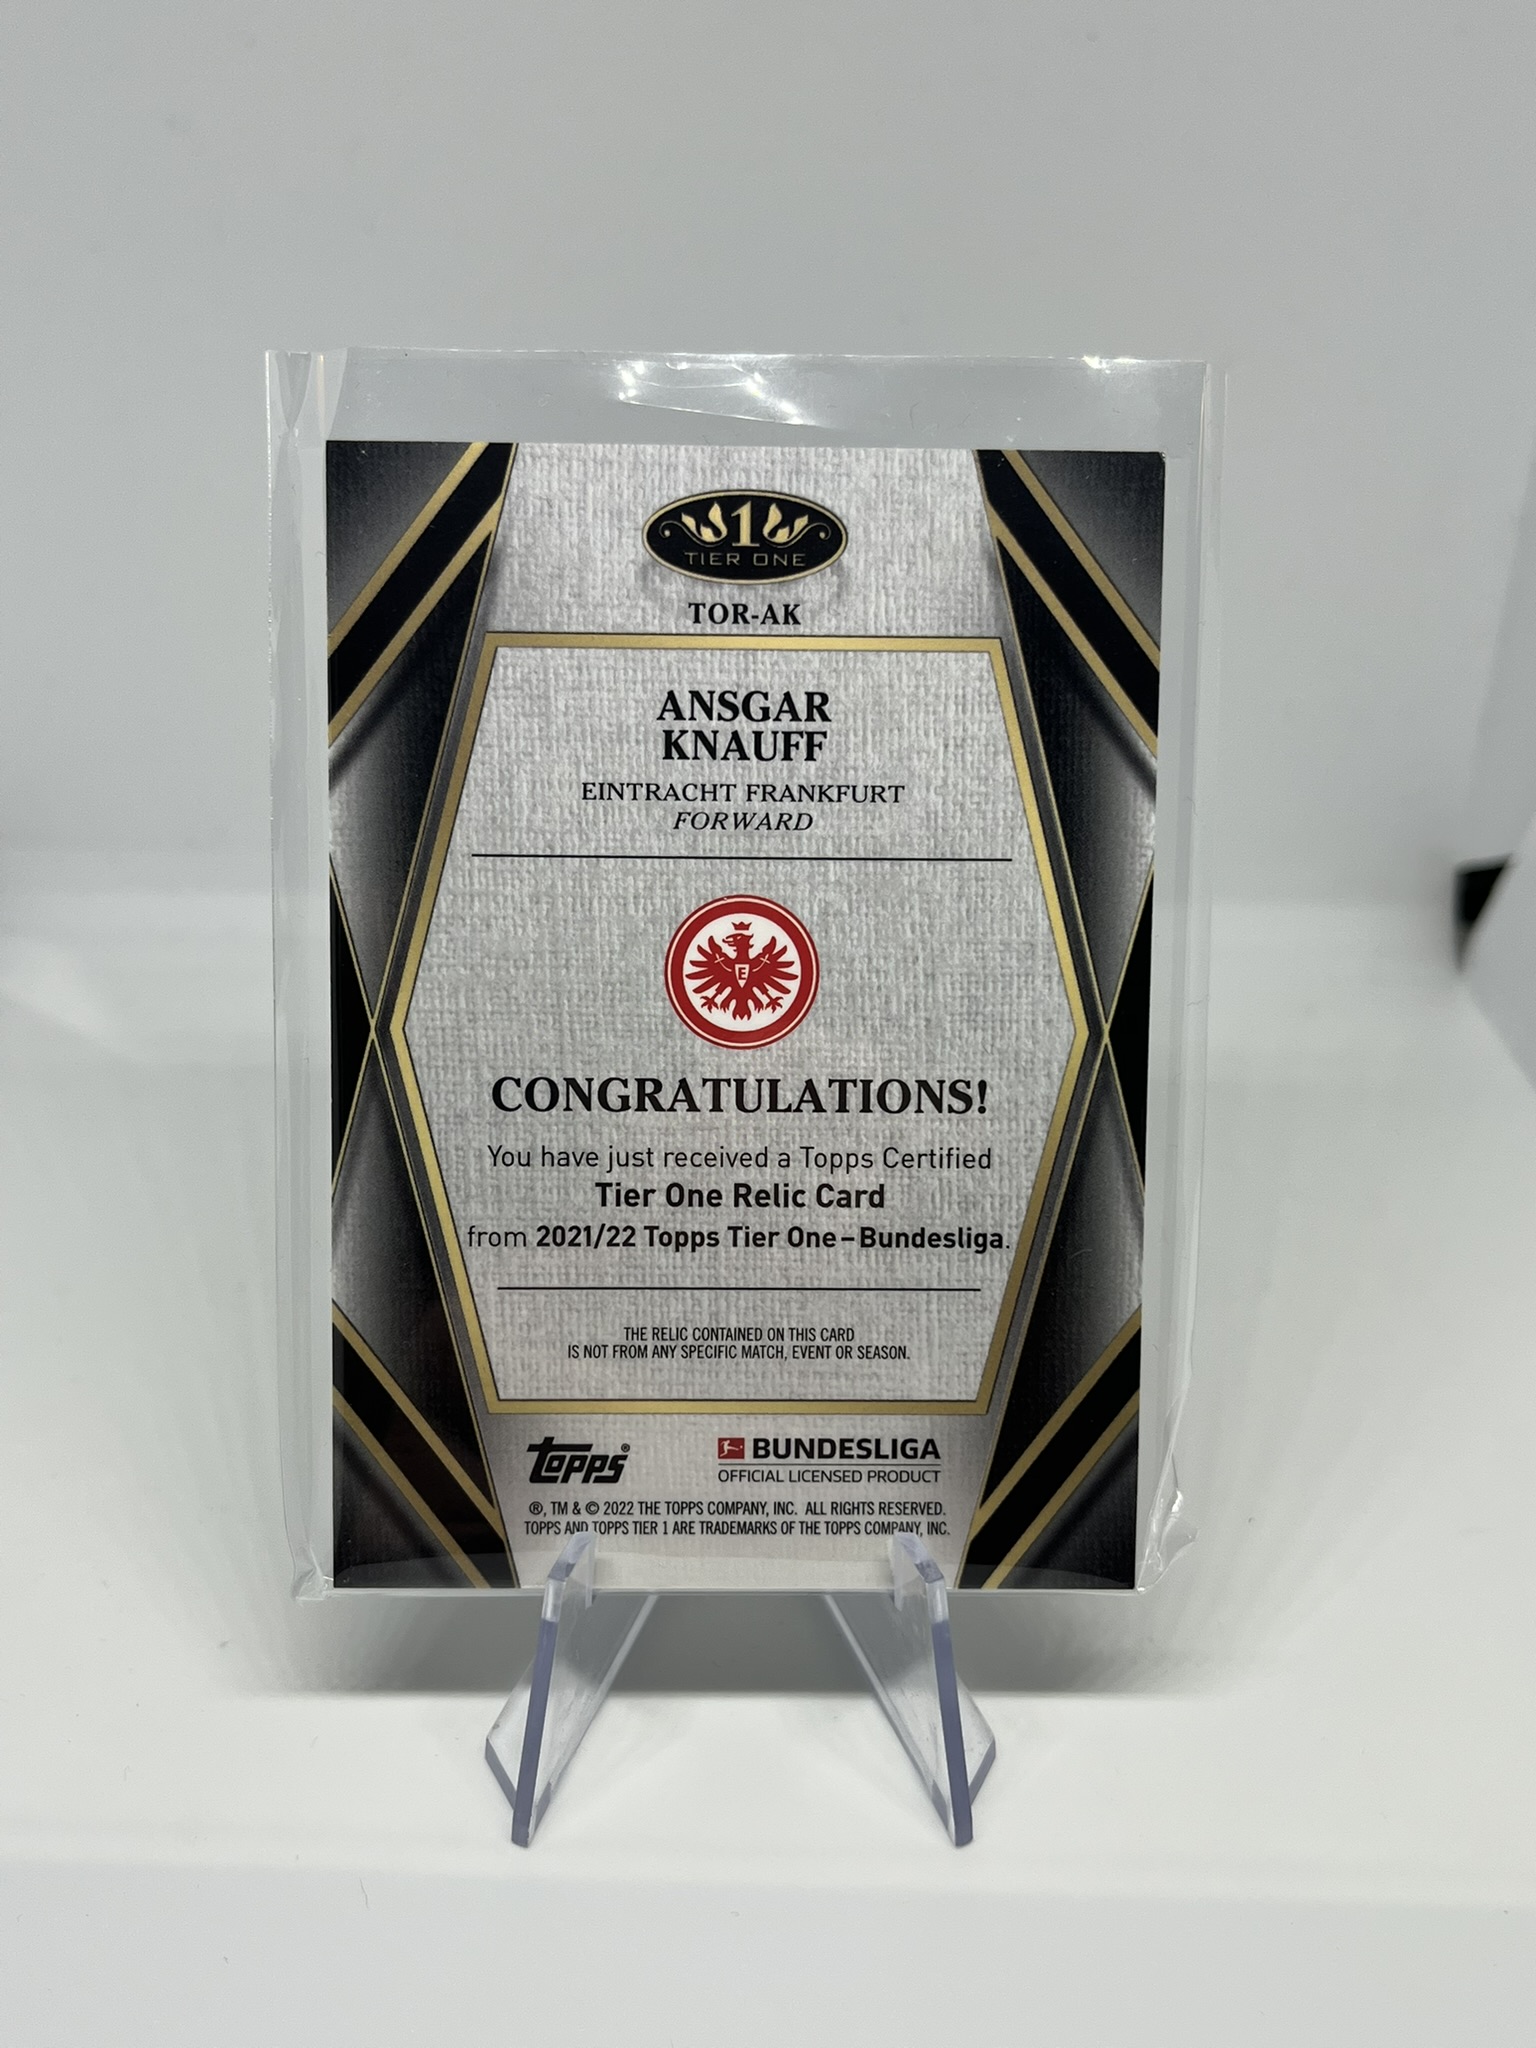 1
TIER ONE
TOR-AK
ANSGAR
KNAUFF
EINTRACHT FRANKFURT
FORWARD
E
CONGRATULATIONS!
You have just received a Topps Certified
Tier One Relic Card
from 2021/22 Topps Tier One–Bundesliga.
THE RELIC CONTAINED ON THIS CARD
IS NOT FROM ANY SPECIFIC MATCH, EVENT OR SEASON.
topps® BUNDESLIGA
OFFICIAL LICENSED PRODUCT
®, TM & © 2022 THE TOPPS COMPANY, INC. ALL RIGHTS RESERVED.
TOPPS AND TOPPS TIER 1 ARE TRADEMARKS OF THE TOPPS COMPANY, INC.